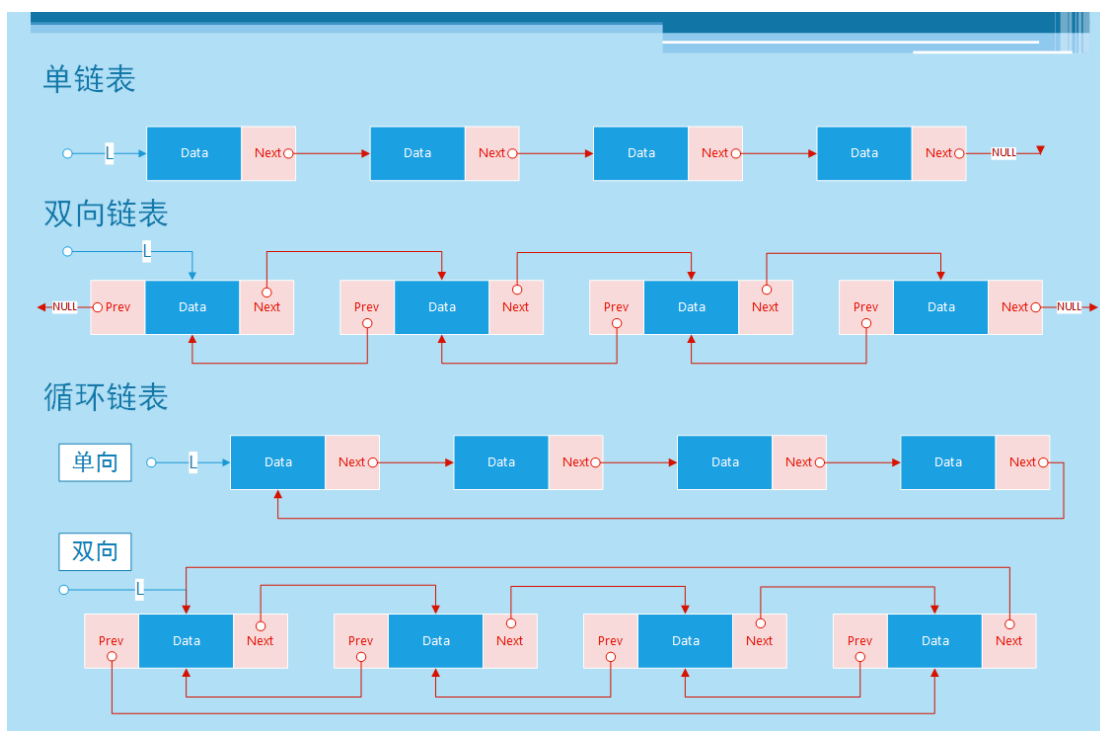 单链表
L Data Next Data Next Data Next Data Next NULL
双向链表
L
NULL Prev Data Next Prev Data Next Prev Data Next Prev Data Next NULL
循环链表
单向 L Data Next Data Next Data Next Data Next
双向
L
Prev Data Next Prev Data Next Prev Data Next Prev Data Next